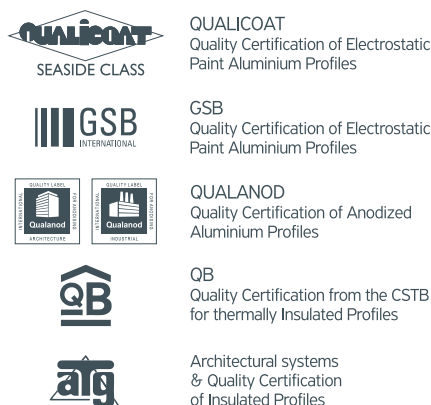 QUALICOAT
SEASIDE CLASS
QUALICOAT
Quality Certification of Electrostatic
Paint Aluminium Profiles
GSB
INTERNATIONAL
GSB
Quality Certification of Electrostatic
Paint Aluminium Profiles
QUALITY LABEL
INTERNATIONAL
FOR ANODISING
Qualanod
ARCHITECTURE
QUALITY LABEL
INTERNATIONAL
FOR ANODISING
Qualanod
INDUSTRIAL
QUALANOD
Quality Certification of Anodized
Aluminium Profiles
QB
QB
Quality Certification from the CSTB
for thermally Insulated Profiles
atg
Architectural systems
& Quality Certification
of Insulated Profiles